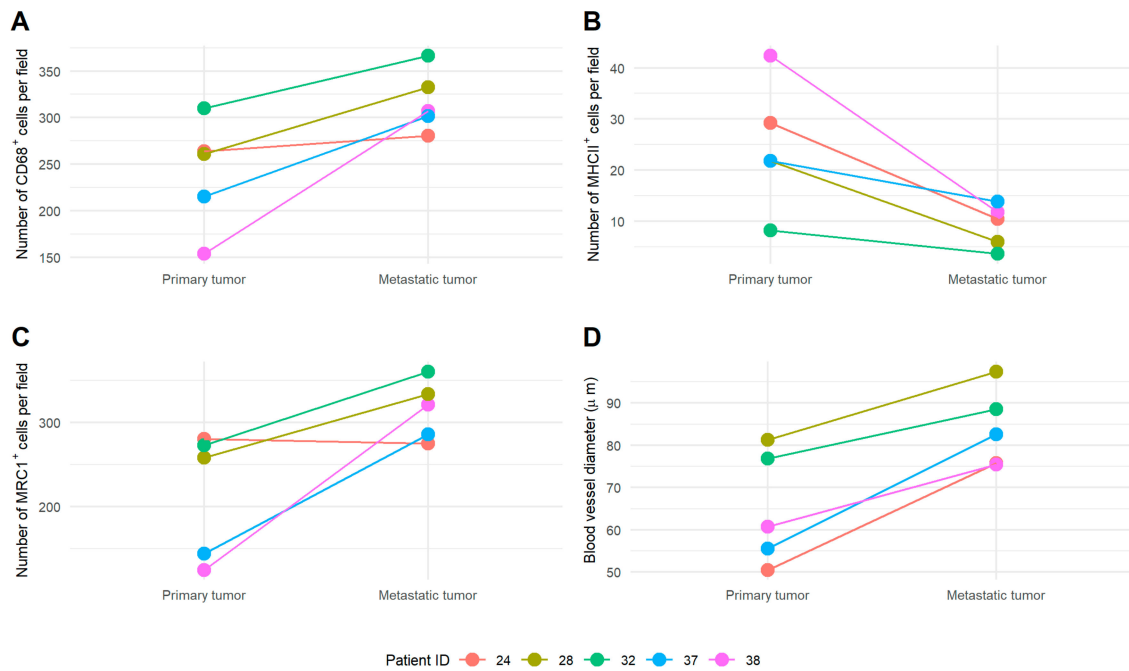 A
Number of CD68+ cells per field
350
300
250
200
150
Primary tumor
Metastatic tumor
B
Number of MHCII+ cells per field
40
30
20
10
Primary tumor
Metastatic tumor
C
Number of MRC1+ cells per field
300
200
Primary tumor
Metastatic tumor
D
Blood vessel diameter (μ m)
90
80
70
60
50
Primary tumor
Metastatic tumor
Patient ID 24 28 32 37 38